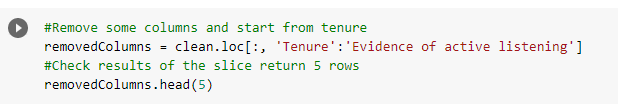 #Remove some columns and start from tenure
removedColumns = clean.loc[:, 'Tenure':'Evidence of active listening']
#Check results of the slice return 5 rows
removedColumns.head(5)